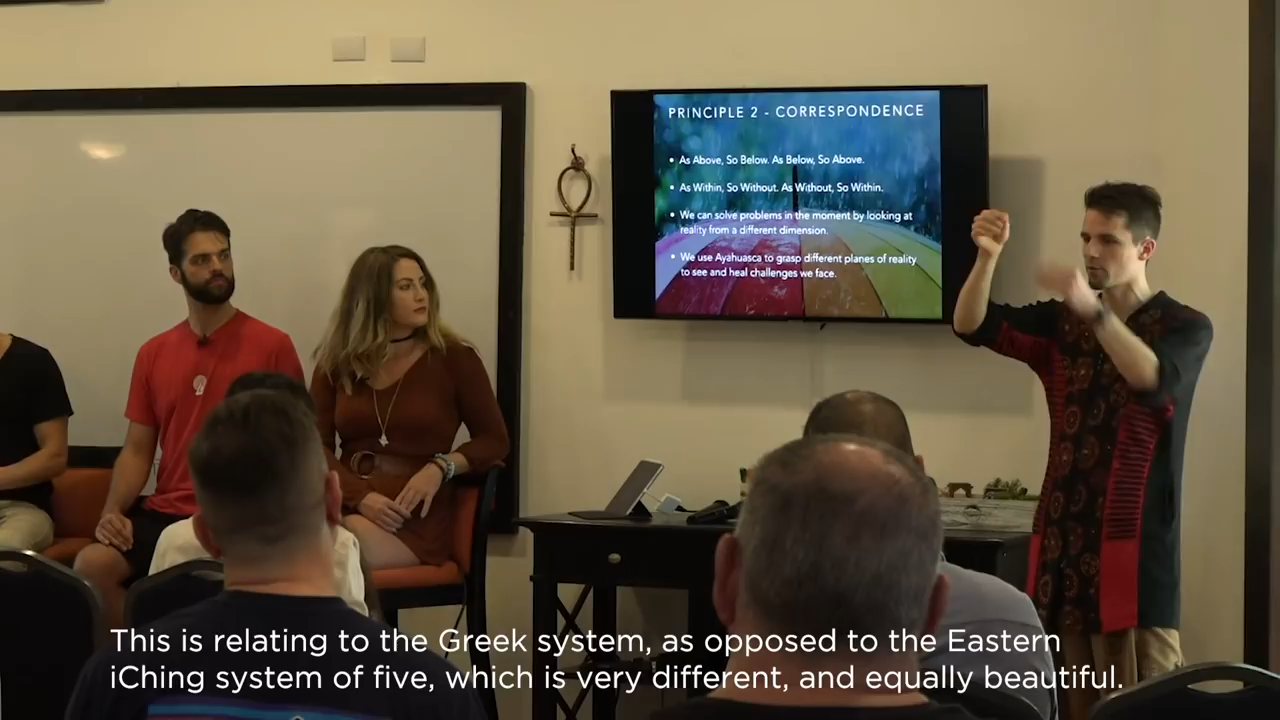 PRINCIPLE 2 - CORRESPONDENCE
• As Above, So Below. As Below, So Above.
• As Within, So Without. As Without, So Within.
• We can solve problems in the moment by looking at
reality from a different dimension.
• We use Ayahuasca to grasp different planes of reality
to see and heal challenges we face.
This is relating to the Greek system, as opposed to the Eastern
iChing system of five, which is very different, and equally beautiful.